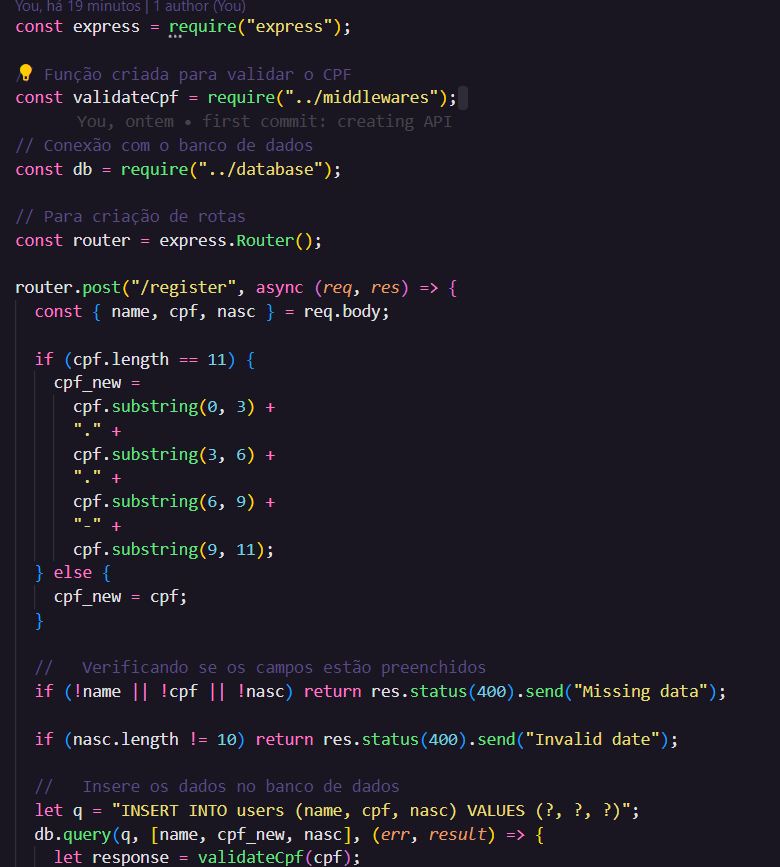 You, há 19 minutos | 1 author (You)
const express = require("express");
Função criada para validar o CPF
const validateCpf = require("../middlewares");
You, ontem • first commit: creating API
// Conexão com o banco de dados
const db = require("../database");
// Para criação de rotas
const router = express.Router();
router.post("/register", async (req, res) => {
const { name, cpf, nasc } = req.body;
if (cpf.length == 11) {
cpf_new =
cpf.substring(0, 3) +
"." +
cpf.substring(3, 6) +
"." +
cpf.substring(6, 9) +
"-" +
cpf.substring(9, 11);
} else {
cpf_new = cpf;
}
// Verificando se os campos estão preenchidos
if (!name || !cpf || !nasc) return res.status(400).send("Missing data");
if (nasc.length != 10) return res.status(400).send("Invalid date");
// Insere os dados no banco de dados
let q = "INSERT INTO users (name, cpf, nasc) VALUES (?, ?, ?)";
db.query(q, [name, cpf_new, nasc], (err, result) => {
let response = validateCpf(cpf);